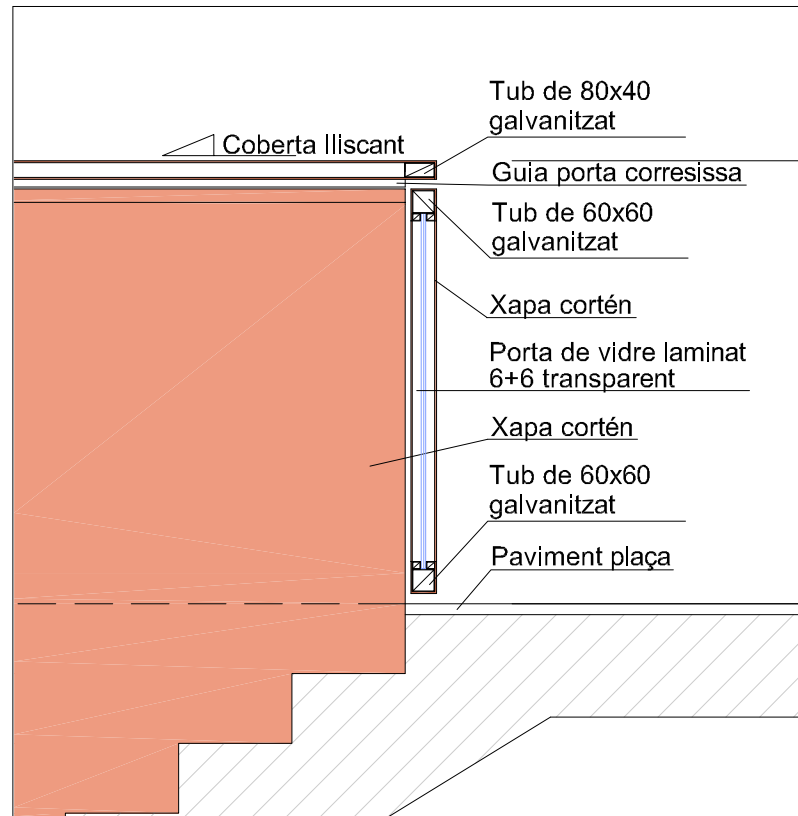 Tub de 80x40
galvanitzat
Coberta lliscant
Guia porta corresissa
Tub de 60x60
galvanitzat
Xapa cortén
Porta de vidre laminat
6+6 transparent
Xapa cortén
Tub de 60x60
galvanitzat
Paviment plaça